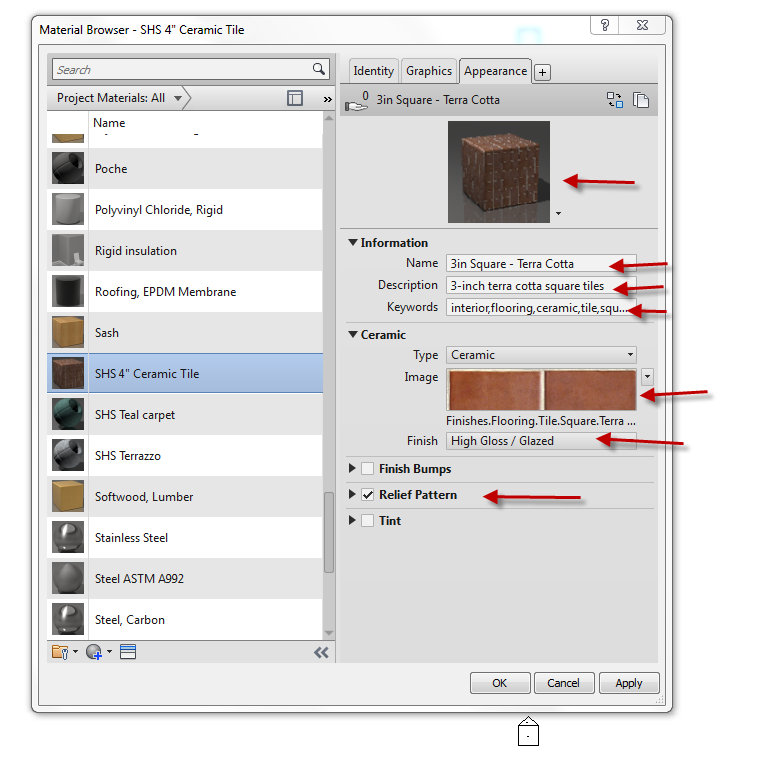 Material Browser - SHS 4" Ceramic Tile
?
Search
Project Materials: All
»
Name
Poche
Polyvinyl Chloride, Rigid
Rigid insulation
Roofing, EPDM Membrane
Sash
SHS 4" Ceramic Tile
SHS Teal carpet
SHS Terrazzo
Softwood, Lumber
Stainless Steel
Steel ASTM A992
Steel, Carbon
Identity Graphics Appearance +
0 3in Square - Terra Cotta
Information
Name 3in Square - Terra Cotta
Description 3-inch terra cotta square tiles
Keywords interior,flooring,ceramic,tile,squ...
Ceramic
Type Ceramic
Image
Finishes.Flooring.Tile.Square.Terra ...
Finish High Gloss / Glazed
Finish Bumps
Relief Pattern
Tint
OK Cancel Apply